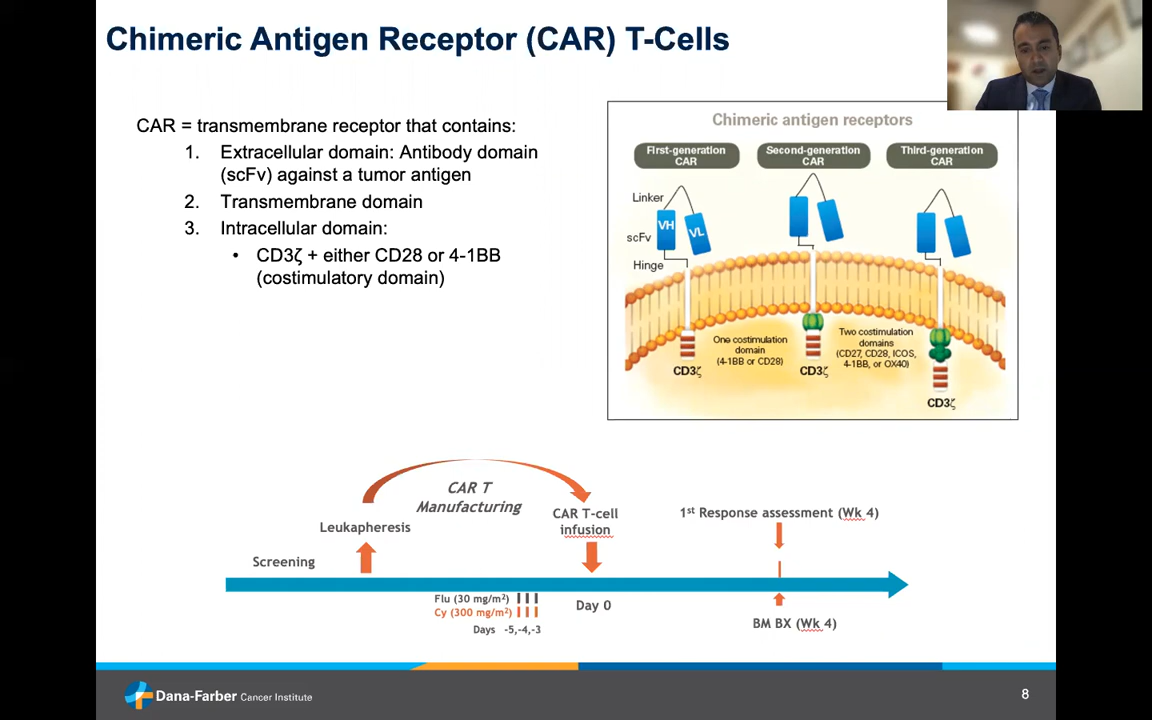 Chimeric Antigen Receptor (CAR) T-Cells
CAR = transmembrane receptor that contains:
1. Extracellular domain: Antibody domain
(scFv) against a tumor antigen
2. Transmembrane domain
3. Intracellular domain:
• CD3ζ + either CD28 or 4-1BB
(costimulatory domain)
Chimeric antigen receptors
First-generation
CAR
Second-generation
CAR
Third-generation
CAR
Linker
VH
VL
scFv
Hinge
One costimulation
domain
(4-1BB or CD28)
Two costimulation
domains
(CD27, CD28, ICOS,
4-1BB, or OX40)
CD3ζ
CD3ζ
CD3ζ
CAR T
Manufacturing
Leukapheresis
CAR T-cell
infusion
1st Response assessment (Wk 4)
Screening
Flu (30 mg/m²)
Cy (300 mg/m²)
Days -5,-4,-3
Day 0
BM BX (Wk 4)
Dana-Farber Cancer Institute
8